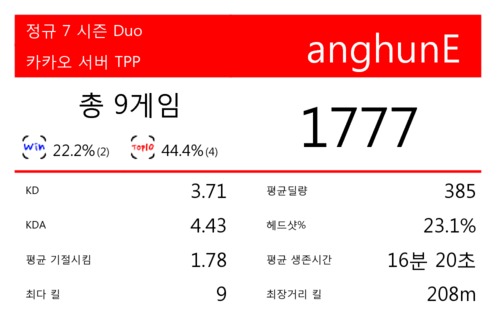 정규 7 시즌 Duo
카카오 서버 TPP
anghunE
총 9게임
Win 22.2% (2) Top10 44.4% (4)
1777
KD 3.71
평균딜량 385
KDA 4.43
헤드샷% 23.1%
평균 기절시킴 1.78
평균 생존시간 16분 20초
최다 킬 9
최장거리 킬 208m